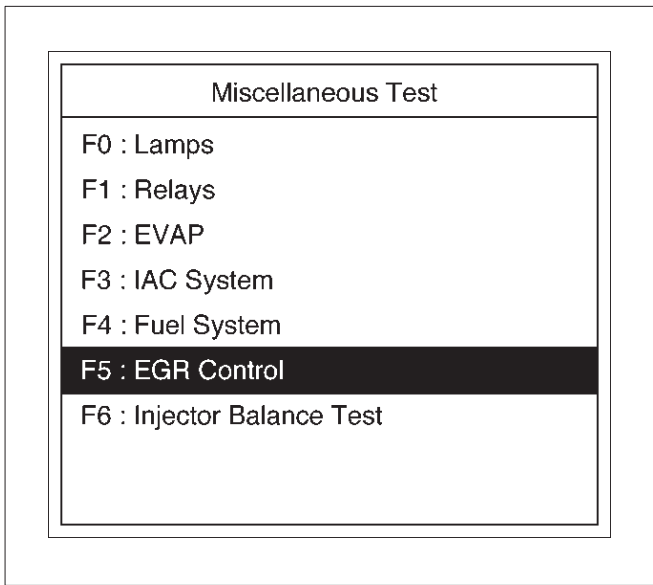 Miscellaneous Test
F0 : Lamps
F1 : Relays
F2 : EVAP
F3 : IAC System
F4 : Fuel System
F5 : EGR Control
F6 : Injector Balance Test